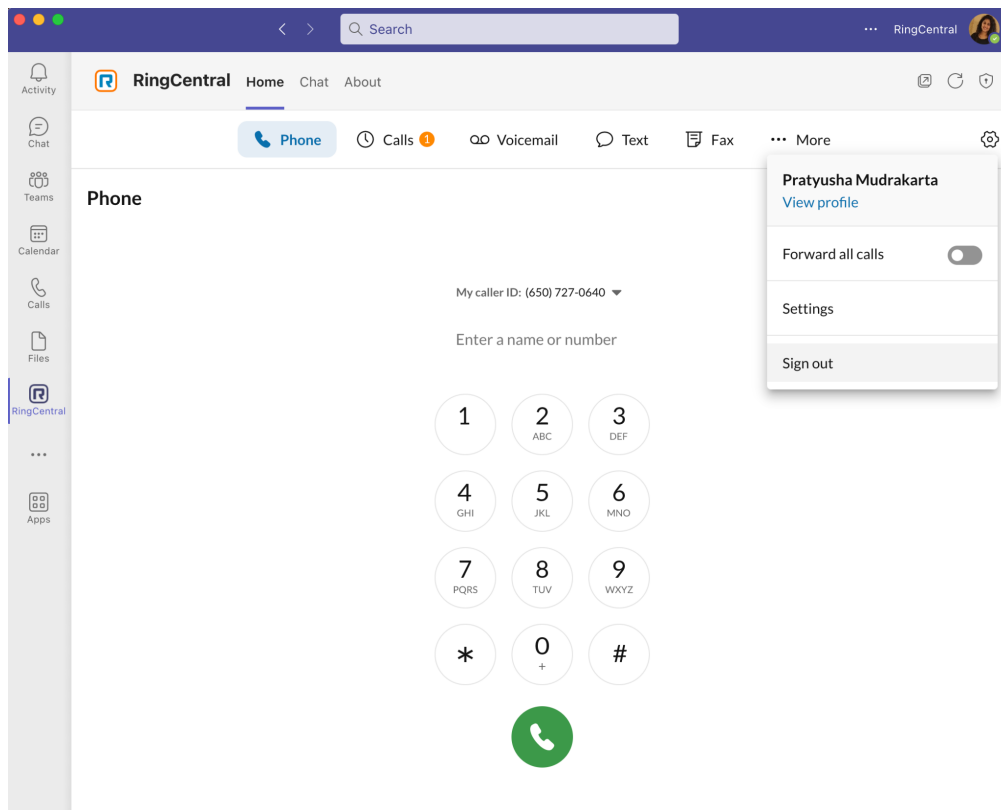 Search
RingCentral
Activity
Chat
Teams
Calendar
Calls
Files
RingCentral
Apps
RingCentral Home Chat About
Phone Calls 1 Voicemail Text Fax More
Phone
Pratyusha Mudrakarta
View profile
Forward all calls
Settings
Sign out
My caller ID: (650) 727-0640
Enter a name or number
1 2 3
ABC DEF
4 5 6
GHI JKL MNO
7 8 9
PQRS TUV WXYZ
* 0 #
+